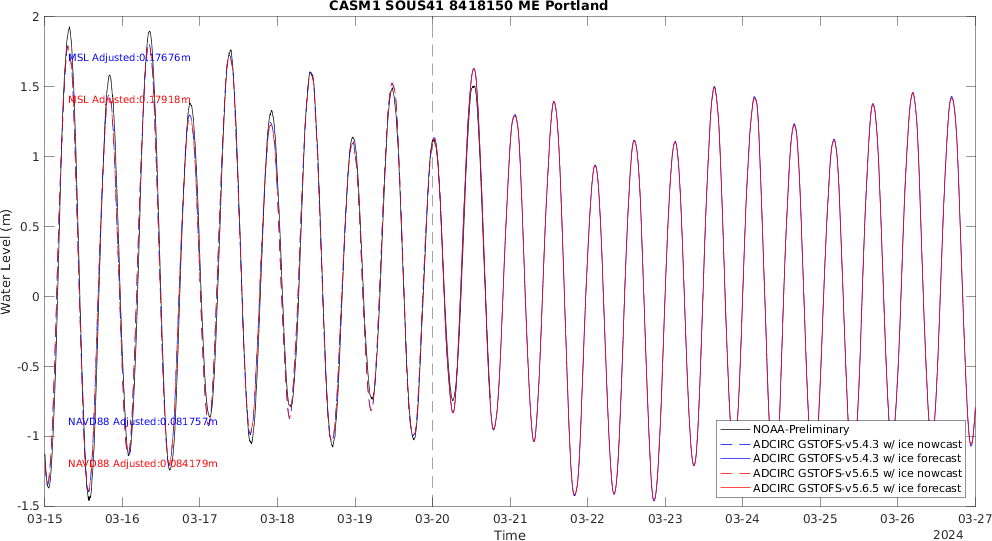 CASM1 SOUS41 8418150 ME Portland
2
1.5
1
0.5
0
-0.5
-1
-1.5
Water Level (m)
MSL Adjusted:0.17676m
MSL Adjusted:0.17918m
NAVD88 Adjusted:0.081757m
NAVD88 Adjusted:0.084179m
NOAA-Preliminary
ADCIRC GSTOFS-v5.4.3 w/ ice nowcast
ADCIRC GSTOFS-v5.4.3 w/ ice forecast
ADCIRC GSTOFS-v5.6.5 w/ ice nowcast
ADCIRC GSTOFS-v5.6.5 w/ ice forecast
03-15 03-16 03-17 03-18 03-19 03-20 03-21 03-22 03-23 03-24 03-25 03-26 03-27
Time
2024